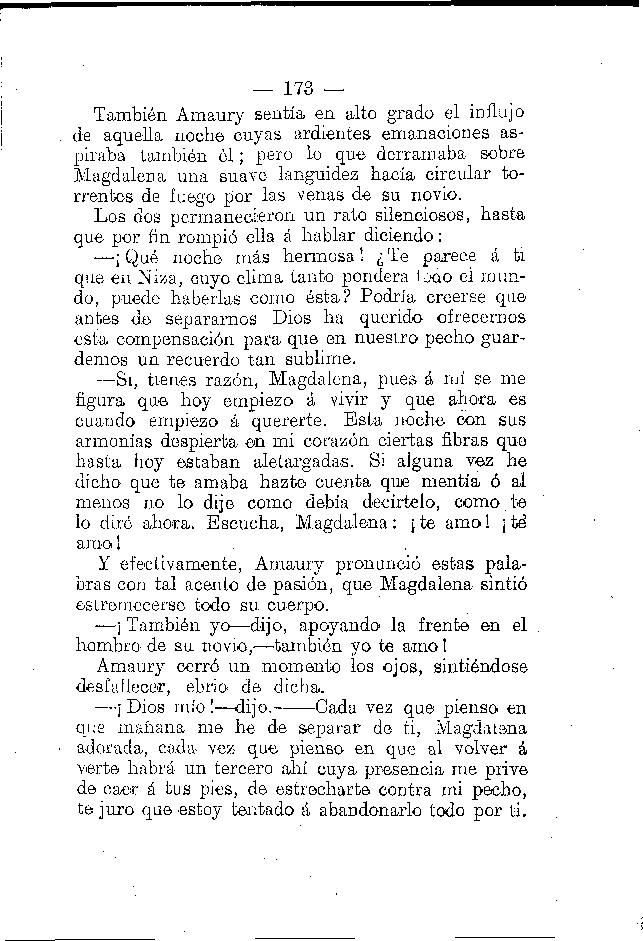 — 173 —
También Amaury sentía en alto grado el influjo
de aquella noche cuyas ardientes emanaciones as-
piraba también él; pero lo que derramaba sobre
Magdalena una suave languidez hacía circular to-
rrentes de fuego por las venas de su novio.
Los dos permanecieron un rato silenciosos, hasta
que por fin rompió ella á hablar diciendo:
—¡Qué noche más hermosa! ¿Te parece á ti
que en Niza, cuyo clima tanto pondera todo el mun-
do, puede haberlas como ésta? Podría creerse que
antes de separarnos Dios ha querido ofrecernos
esta compensación para que en nuestro pecho guar-
demos un recuerdo tan sublime.
—Si, tienes razón, Magdalena, pues á mí se me
figura que hoy empiezo á vivir y que ahora es
cuando empiezo á quererte. Esta noche con sus
armonías despierta en mi corazón ciertas fibras que
hasta hoy estaban aletargadas. Si alguna vez he
dicho que te amaba hazte cuenta que mentía ó al
menos no lo dije como debía decírtelo, como te
lo diré ahora. Escucha, Magdalena: ¡te amo! ¡té
amo!
Y efectivamente, Amaury pronunció estas pala-
bras con tal acento de pasión, que Magdalena sintió
estremecerse todo su cuerpo.
—¡También yo—dijo, apoyando la frente en el
hombro de su novio,—también yo te amo!
Amaury cerró un momento los ojos, sintiéndose
desfallecer, ebrio de dicha.
—¡Dios mío!—dijo.——Cada vez que pienso en
que mañana me he de separar de ti, Magdalena
adorada, cada vez que pienso en que al volver á
verte habrá un tercero ahí cuya presencia me prive
de caer á tus pies, de estrecharte contra mi pecho,
te juro que estoy tentado á abandonarlo todo por ti.